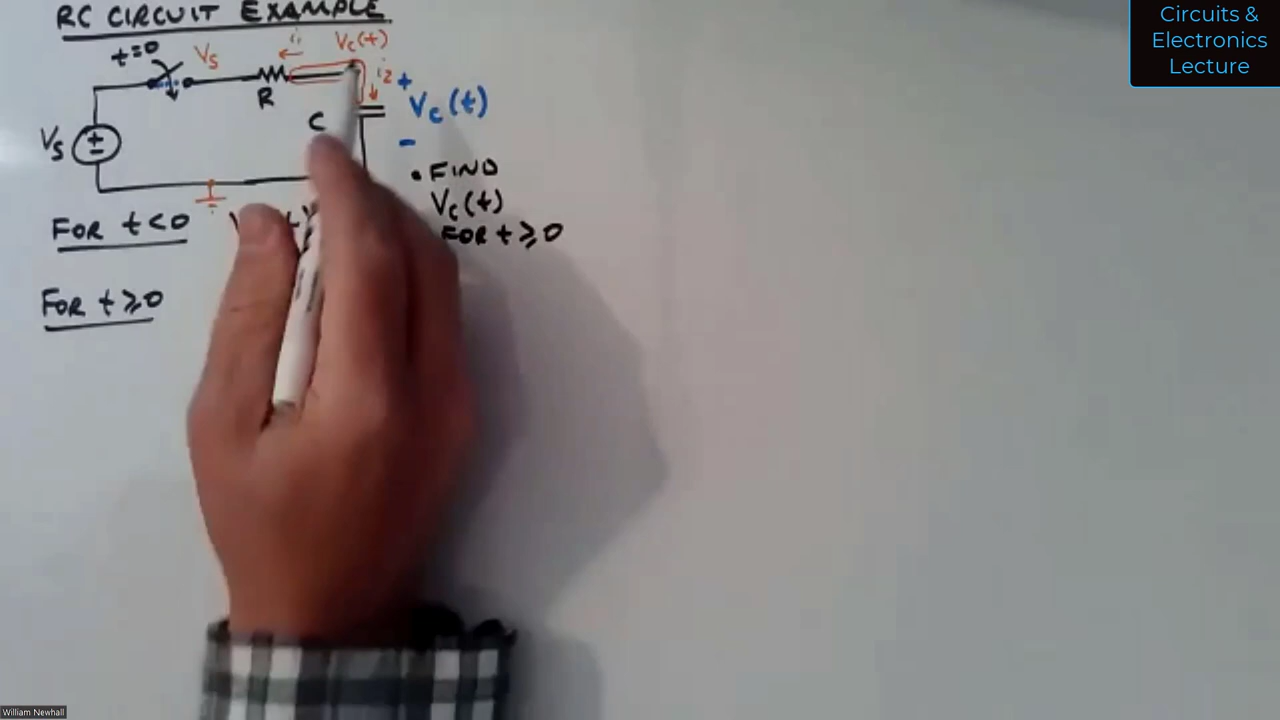 RC CIRCUIT EXAMPLE
t=0
Vs
i1
Vc(t)
i2
R
C
+
Vc(t)
-
Vs
+
-
• FIND
Vc(t)
FOR t ≥ 0
FOR t < 0
FOR t ≥ 0
Circuits &
Electronics
Lecture
William Newhall